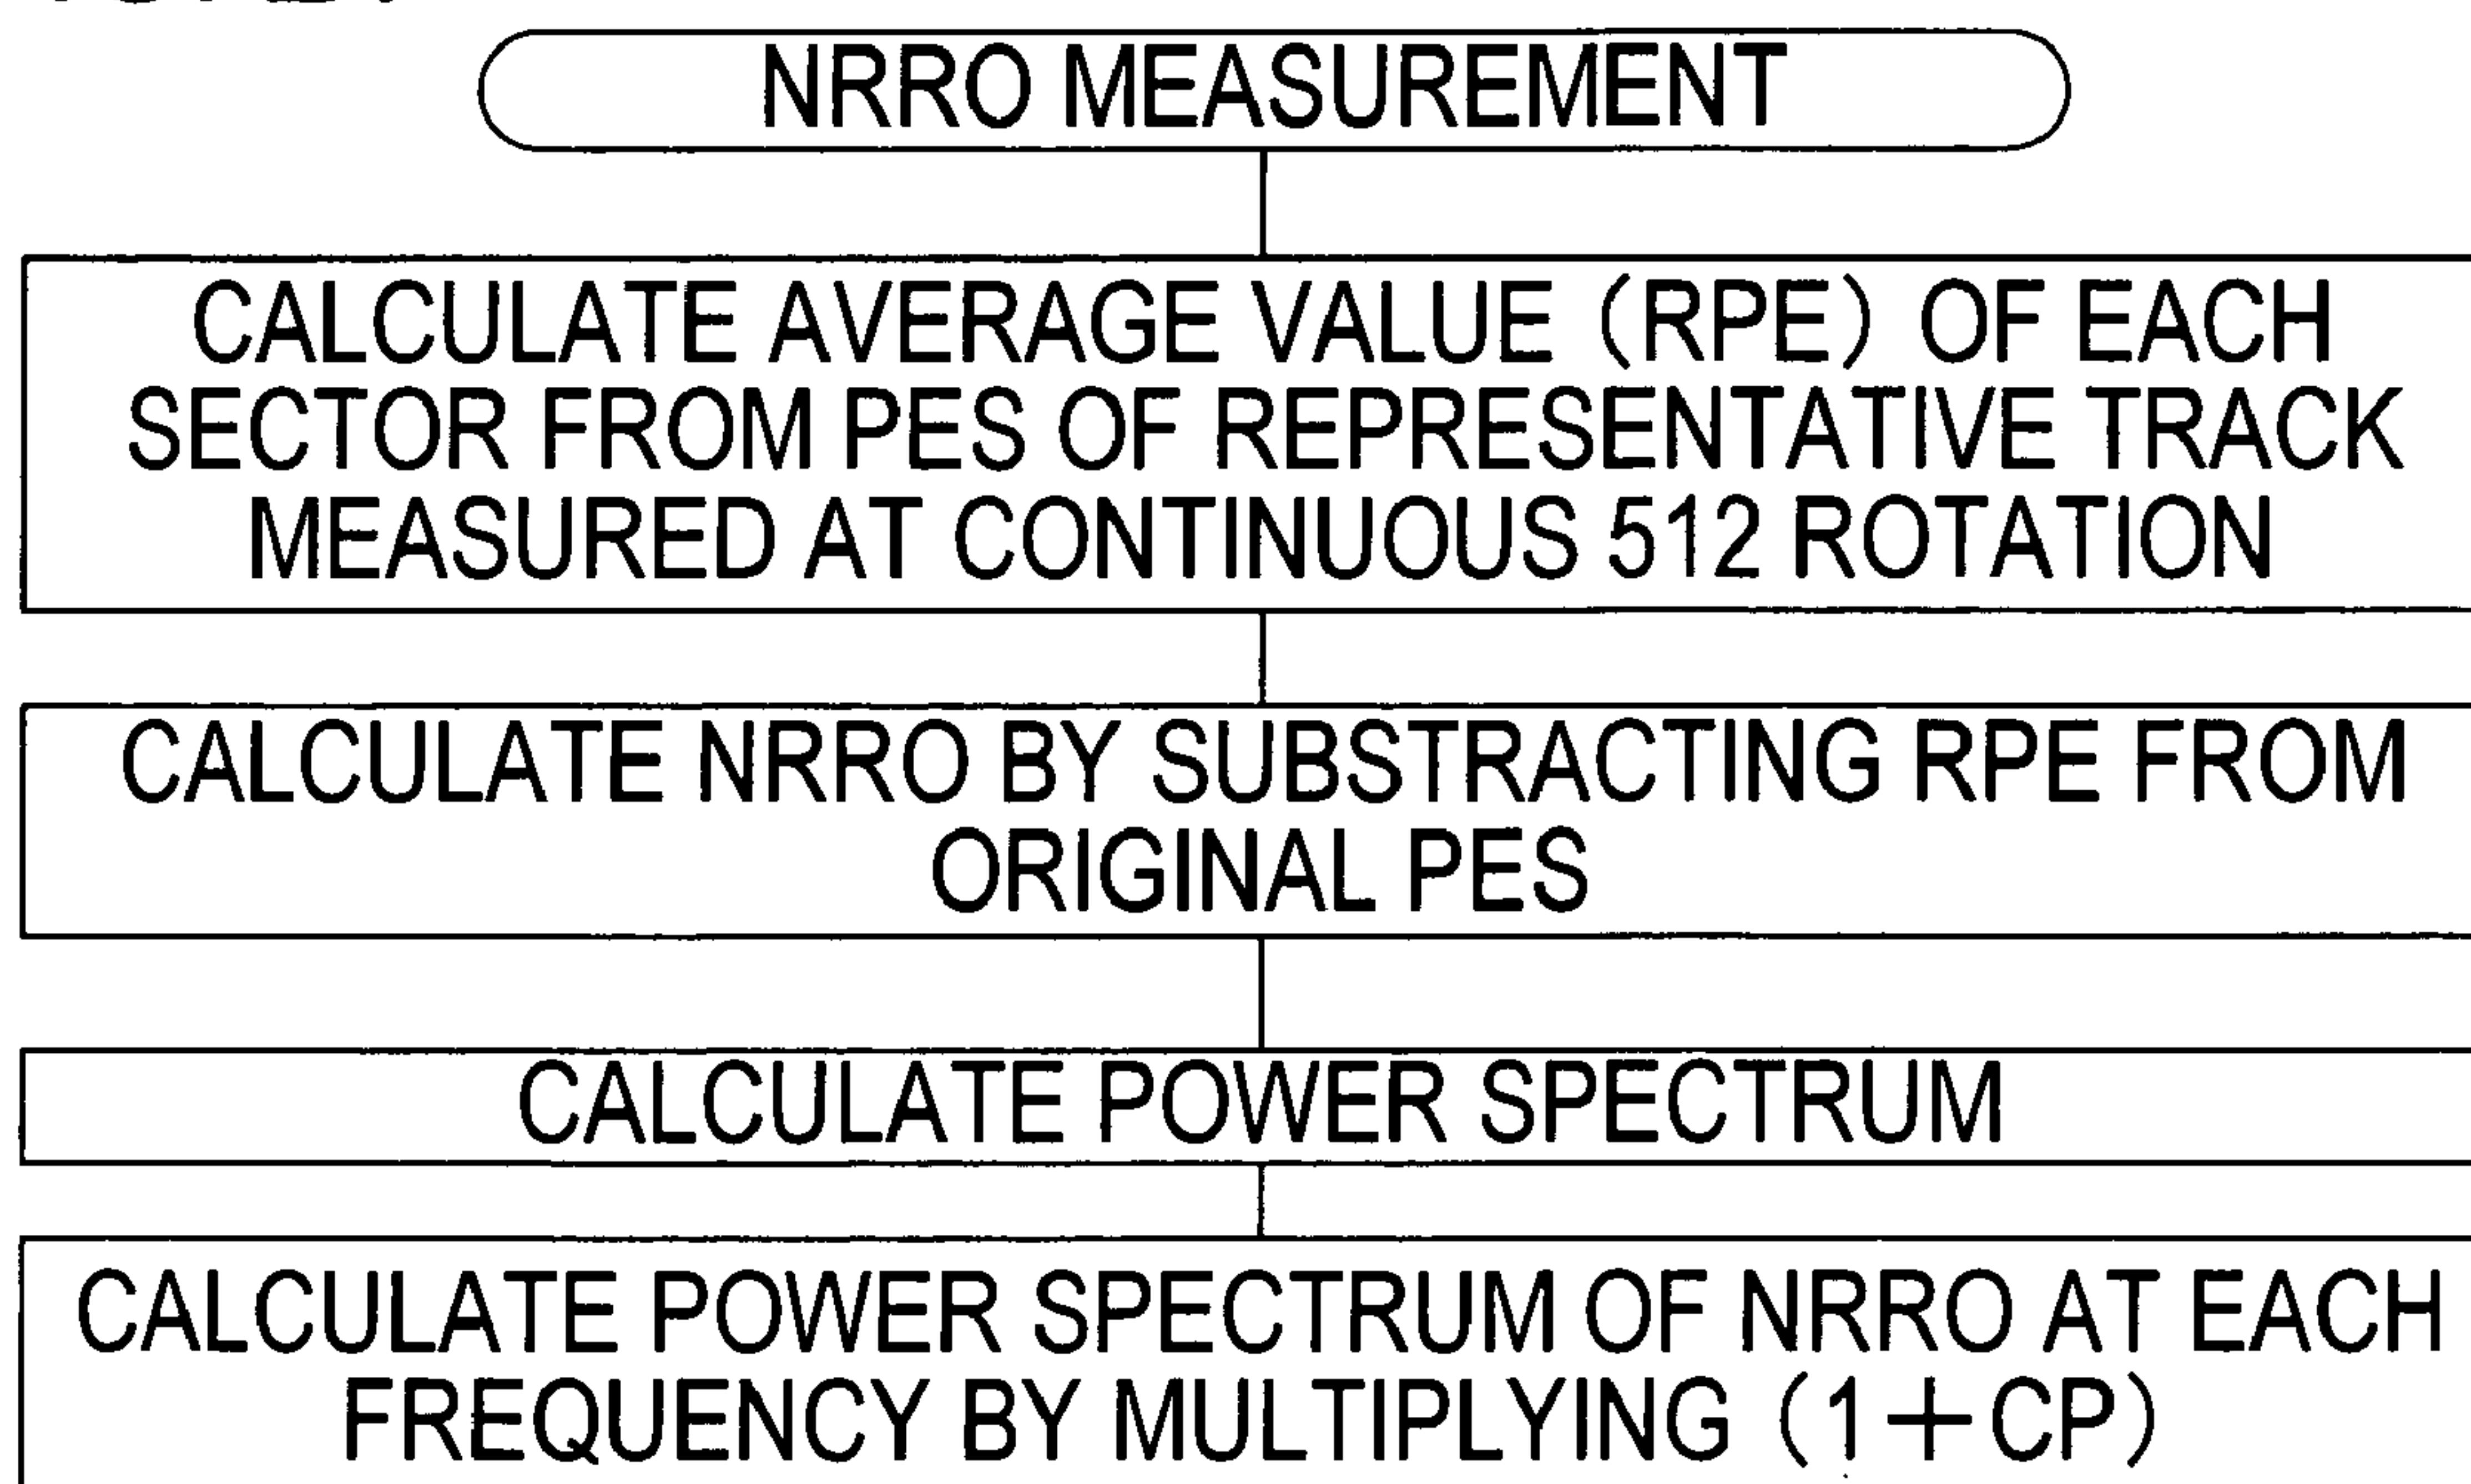 NRRO MEASUREMENT
CALCULATE AVERAGE VALUE (RPE) OF EACH
SECTOR FROM PES OF REPRESENTATIVE TRACK
MEASURED AT CONTINUOUS 512 ROTATION
CALCULATE NRRO BY SUBSTRACTING RPE FROM
ORIGINAL PES
CALCULATE POWER SPECTRUM
CALCULATE POWER SPECTRUM OF NRRO AT EACH
FREQUENCY BY MULTIPLYING (1+CP)